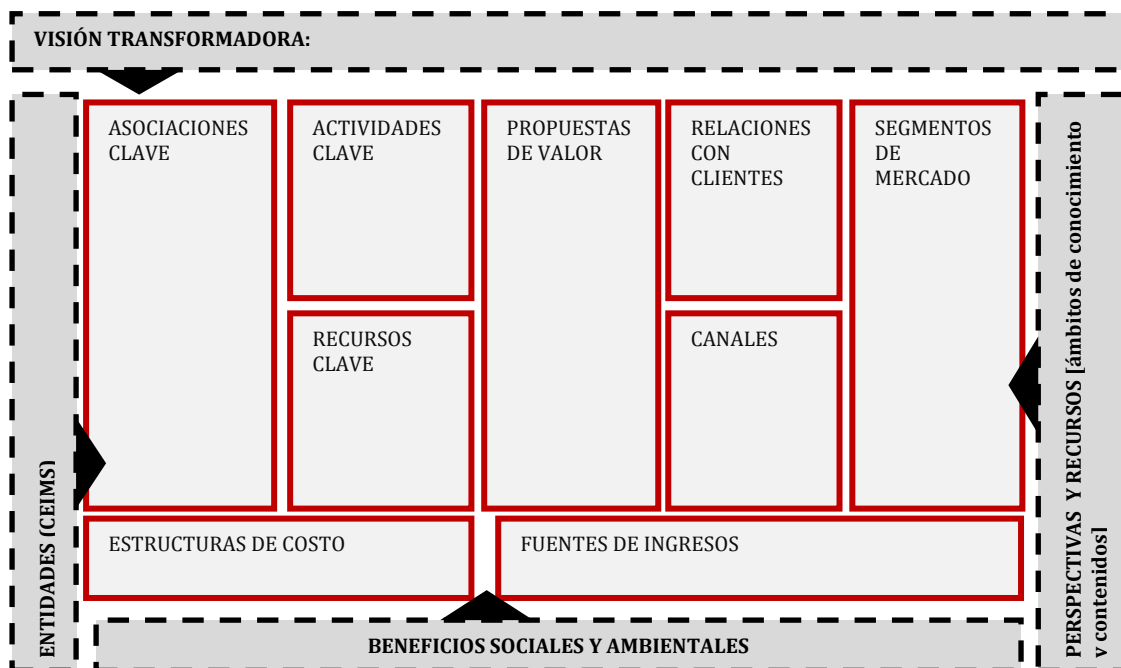 VISIÓN TRANSFORMADORA:
ASOCIACIONES
CLAVE
ACTIVIDADES
CLAVE
PROPUESTAS
DE VALOR
RELACIONES
CON
CLIENTES
SEGMENTOS
DE
MERCADO
RECURSOS
CLAVE
CANALES
ESTRUCTURAS DE COSTO
FUENTES DE INGRESOS
BENEFICIOS SOCIALES Y AMBIENTALES
ENTIDADES (CEIMS)
PERSPECTIVAS Y RECURSOS [ámbitos de conocimiento
y contenidos]